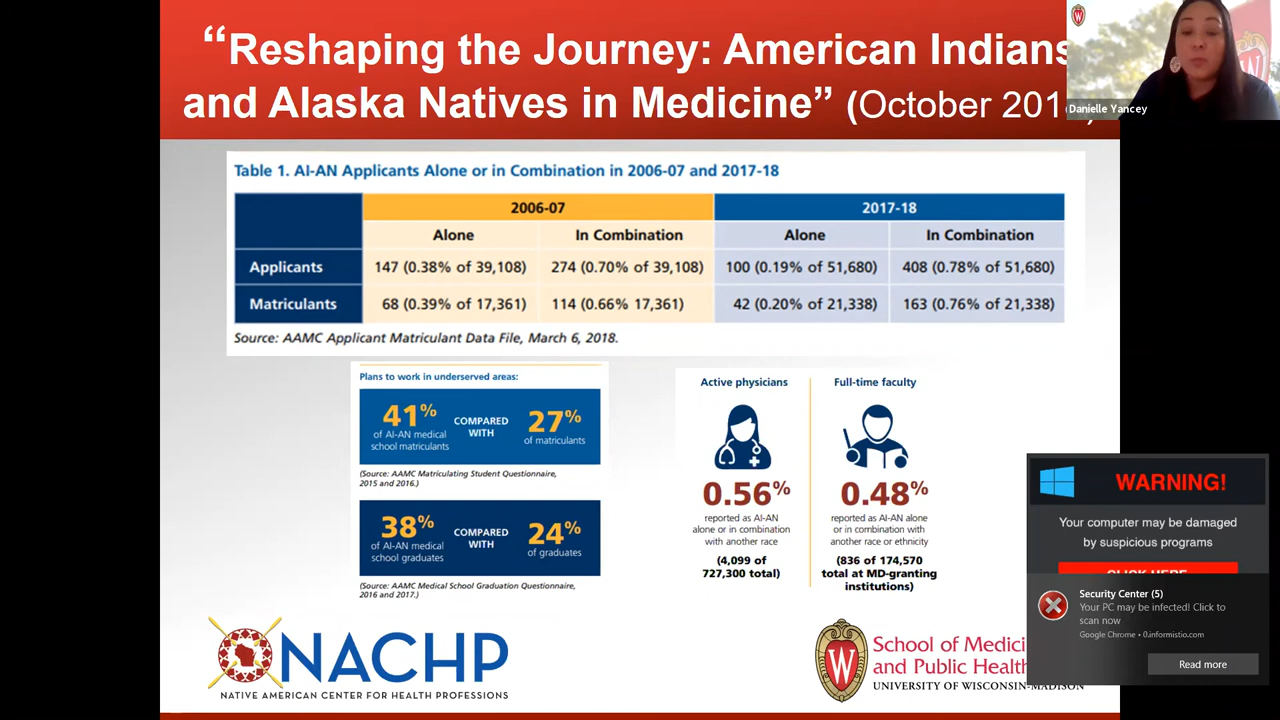 “Reshaping the Journey: American Indians
and Alaska Natives in Medicine” (October 201
Danielle Yancey
Table 1. AI-AN Applicants Alone or in Combination in 2006-07 and 2017-18
2006-07 2017-18
Alone In Combination Alone In Combination
Applicants 147 (0.38% of 39,108) 274 (0.70% of 39,108) 100 (0.19% of 51,680) 408 (0.78% of 51,680)
Matriculants 68 (0.39% of 17,361) 114 (0.66% 17,361) 42 (0.20% of 21,338) 163 (0.76% of 21,338)
Source: AAMC Applicant Matriculant Data File, March 6, 2018.
Plans to work in underserved areas:
41%
of AI-AN medical
school matriculants
COMPARED
WITH
27%
of matriculants
(Source: AAMC Matriculating Student Questionnaire,
2015 and 2016.)
38%
of AI-AN medical
school graduates
COMPARED
WITH
24%
of graduates
(Source: AAMC Medical School Graduation Questionnaire,
2016 and 2017.)
Active physicians
0.56%
reported as AI-AN
alone or in combination
with another race
(4,099 of
727,300 total)
Full-time faculty
0.48%
reported as AI-AN alone
or in combination with
another race or ethnicity
(836 of 174,570
total at MD-granting
institutions)
WARNING!
Your computer may be damaged
by suspicious programs
CLICK HERE
Security Center (5)
Your PC may be infected! Click to
scan now
Google Chrome • 0.informistio.com
Read more
NACHP
NATIVE AMERICAN CENTER FOR HEALTH PROFESSIONS
W
School of Medici
and Public Health
UNIVERSITY OF WISCONSIN-MADISON